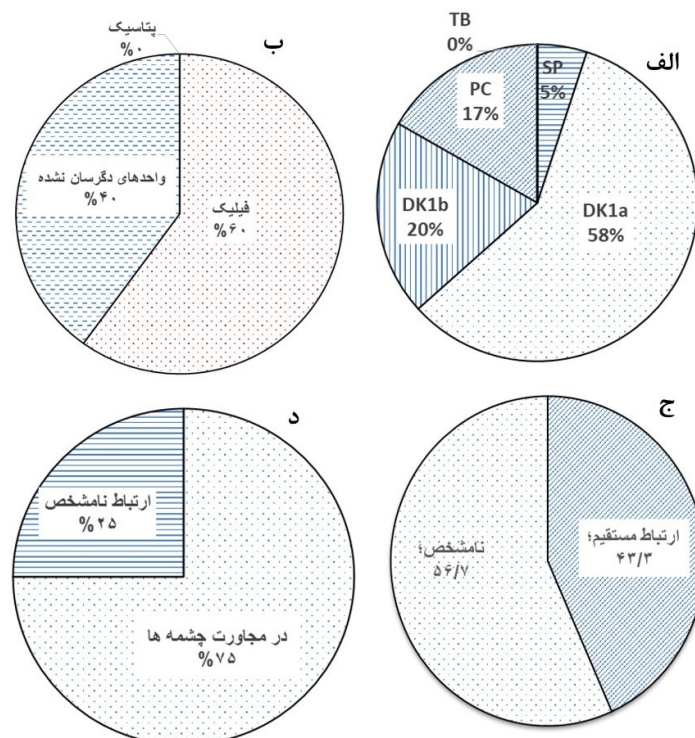 الف
TB
0%
SP
5%
PC
17%
DK1b
20%
DK1a
58%
ب
پتاسیک
%۰
واحدهای دگرسان نشده
%۴۰
فیلیک
%۶۰
ج
ارتباط مستقیم؛
۴۳/۳
نامشخص؛
۵۶/۷
د
ارتباط نامشخص
%۲۵
در مجاورت چشمه ها
%۷۵